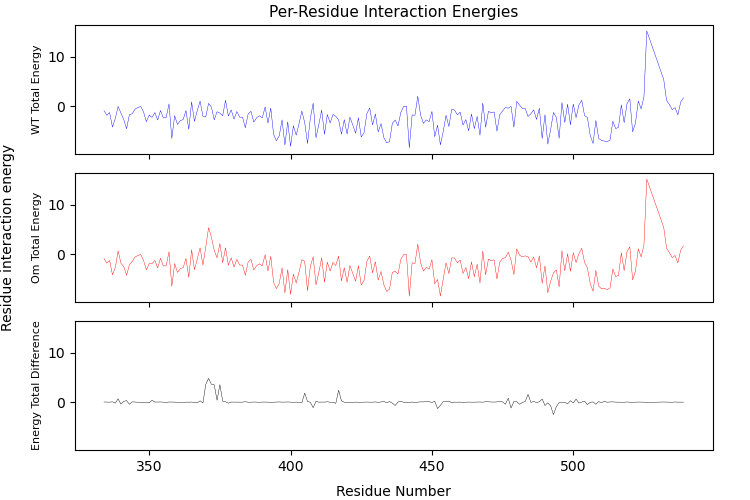 Per-Residue Interaction Energies
WT Total Energy
10
0
Residue interaction energy
Om Total Energy
10
0
Energy Total Difference
10
0
350
400
450
500
Residue Number